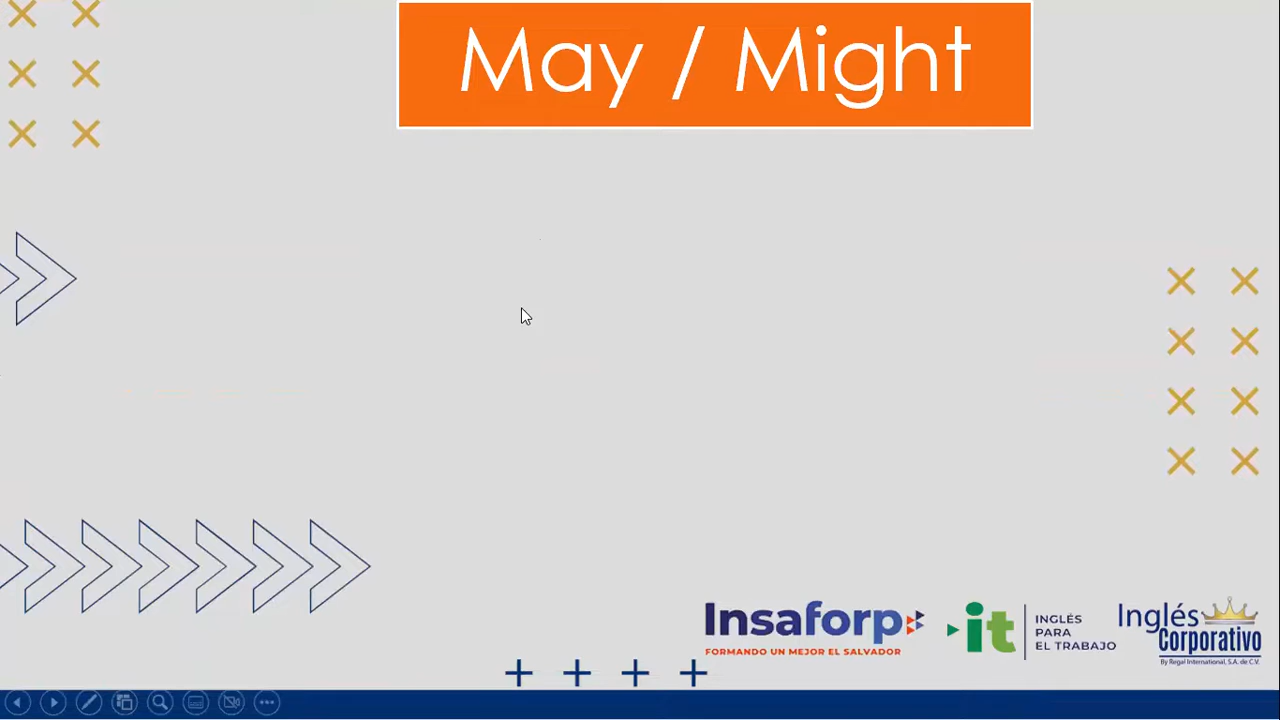 May / Might
Insaforp
FORMANDO UN MEJOR EL SALVADOR
it
INGLÉS
PARA
EL TRABAJO
Inglés
Corporativo
By Regal International, S.A. de C.V.